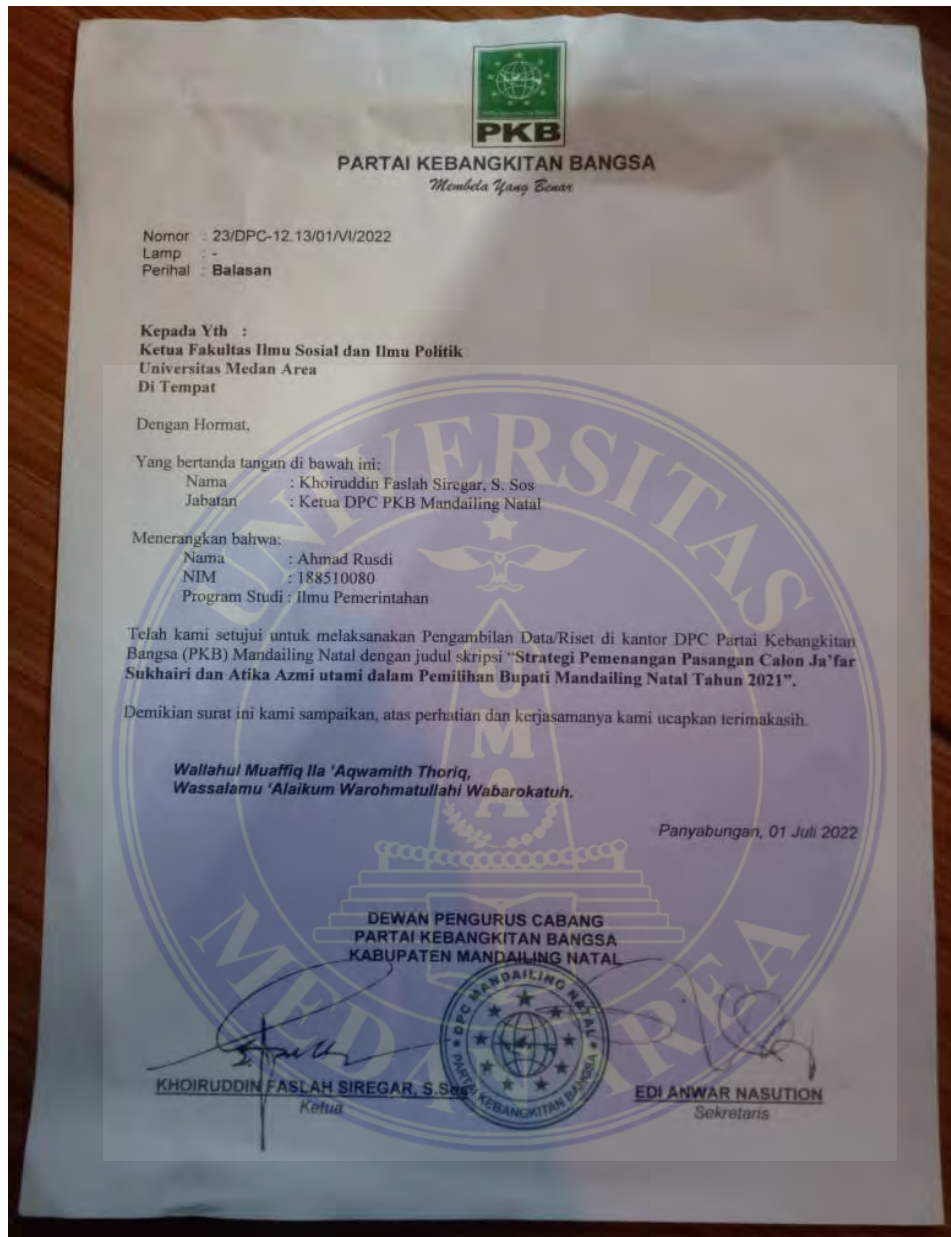 PKB
PARTAI KEBANGKITAN BANGSA
Membela Yang Benar
Nomor : 23/DPC-12.13/01/VI/2022
Lamp : -
Perihal : Balasan
Kepada Yth :
Ketua Fakultas Ilmu Sosial dan Ilmu Politik
Universitas Medan Area
Di Tempat
Dengan Hormat,
Yang bertanda tangan di bawah ini:
Nama : Khoiruddin Faslah Siregar, S. Sos
Jabatan : Ketua DPC PKB Mandailing Natal
Menerangkan bahwa:
Nama : Ahmad Rusdi
NIM : 188510080
Program Studi : Ilmu Pemerintahan
Telah kami setujui untuk melaksanakan Pengambilan Data/Riset di kantor DPC Partai Kebangkitan
Bangsa (PKB) Mandailing Natal dengan judul skripsi “Strategi Pemenangan Pasangan Calon Ja’far
Sukhairi dan Atika Azmi utami dalam Pemilihan Bupati Mandailing Natal Tahun 2021”.
Demikian surat ini kami sampaikan, atas perhatian dan kerjasamanya kami ucapkan terimakasih.
Wallahul Muaffiq Ila ‘Aqwamith Thoriq,
Wassalamu ‘Alaikum Warohmatullahi Wabarokatuh.
Panyabungan, 01 Juli 2022
DEWAN PENGURUS CABANG
PARTAI KEBANGKITAN BANGSA
KABUPATEN MANDAILING NATAL
DPC MANDAILING NATAL
PARTAI KEBANGKITAN BANGSA
KHOIRUDDIN FASLAH SIREGAR, S.Sos
Ketua
EDI ANWAR NASUTION
Sekretaris
UNIVERSITAS
MEDAN AREA
UMA